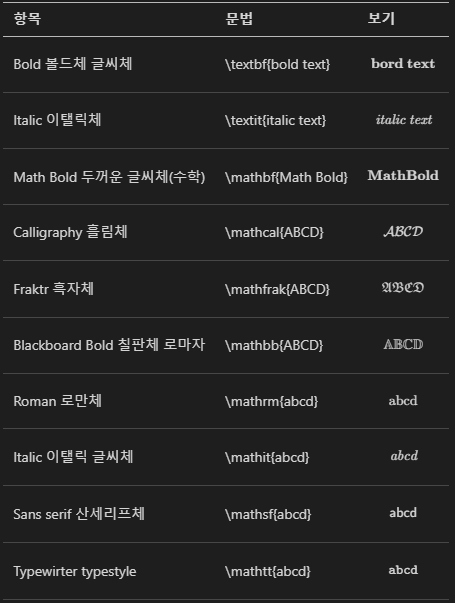 항목 문법 보기
Bold 볼드체 글씨체 \textbf{bold text} bord text
Italic 이탤릭체 \textit{italic text} italic text
Math Bold 두꺼운 글씨체(수학) \mathbf{Math Bold} MathBold
Calligraphy 흘림체 \mathcal{ABCD} 𝒜ℬ𝒞𝒟
Fraktr 흑자체 \mathfrak{ABCD} 𝔄𝔅ℭ𝔇
Blackboard Bold 칠판체 로마자 \mathbb{ABCD} 𝔸𝔹ℂ𝔻
Roman 로만체 \mathrm{abcd} abcd
Italic 이탤릭 글씨체 \mathit{abcd} abcd
Sans serif 산세리프체 \mathsf{abcd} abcd
Typewirter typestyle \mathtt{abcd} abcd